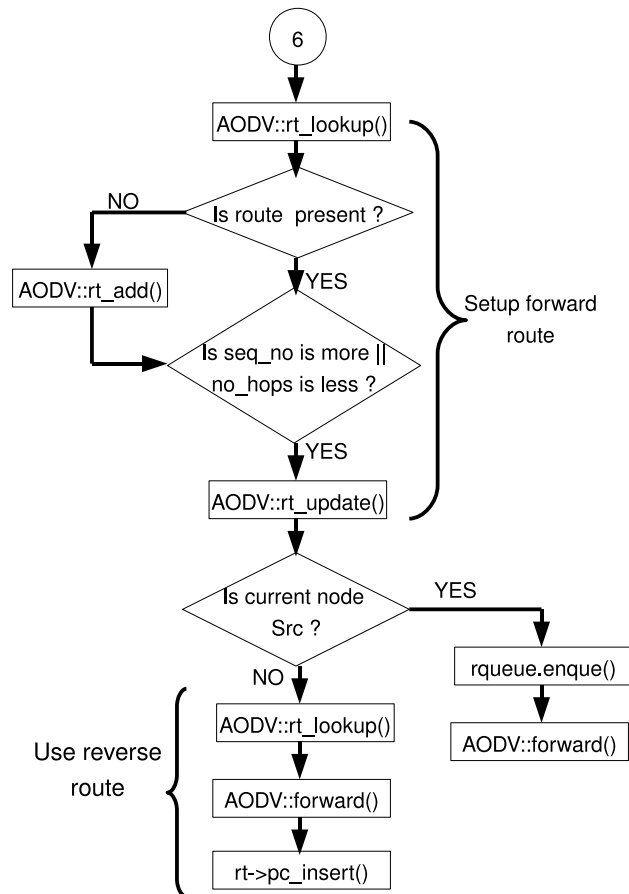 6
AODV::rt_lookup()
NO
Is route present ?
AODV::rt_add()
YES
Setup forward
route
Is seq_no is more ||
no_hops is less ?
YES
AODV::rt_update()
Is current node
Src ?
YES
rqueue.enque()
NO
AODV::rt_lookup()
AODV::forward()
Use reverse
route
AODV::forward()
rt->pc_insert()